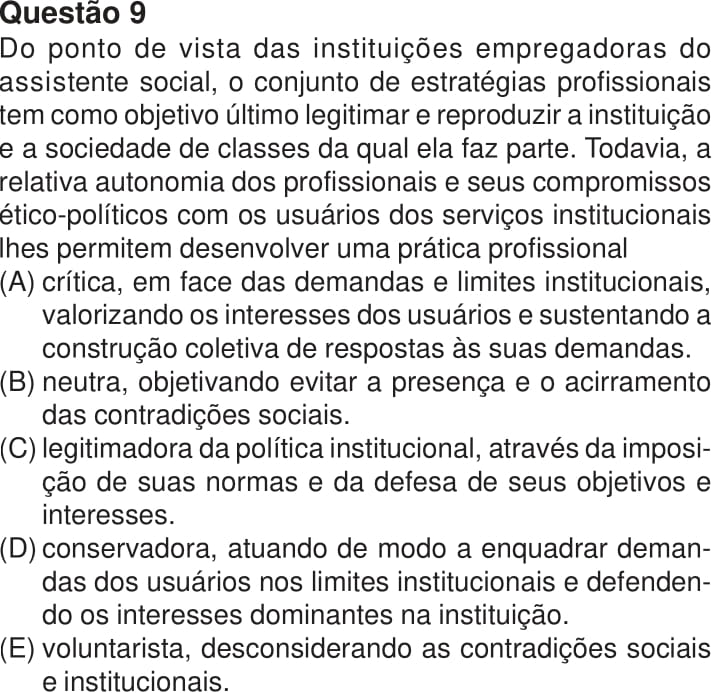 Questão 9
Do ponto de vista das instituições empregadoras do
assistente social, o conjunto de estratégias profissionais
tem como objetivo último legitimar e reproduzir a instituição
e a sociedade de classes da qual ela faz parte. Todavia, a
relativa autonomia dos profissionais e seus compromissos
ético-políticos com os usuários dos serviços institucionais
lhes permitem desenvolver uma prática profissional
(A) crítica, em face das demandas e limites institucionais,
valorizando os interesses dos usuários e sustentando a
construção coletiva de respostas às suas demandas.
(B) neutra, objetivando evitar a presença e o acirramento
das contradições sociais.
(C) legitimadora da política institucional, através da imposi-
ção de suas normas e da defesa de seus objetivos e
interesses.
(D) conservadora, atuando de modo a enquadrar deman-
das dos usuários nos limites institucionais e defenden-
do os interesses dominantes na instituição.
(E) voluntarista, desconsiderando as contradições sociais
e institucionais.